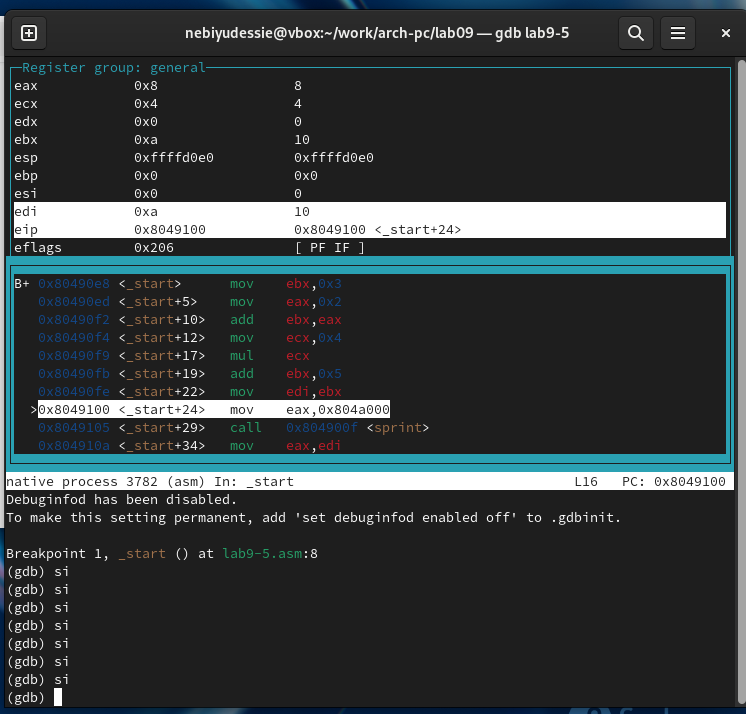 nebiyudessie@vbox:~/work/arch-pc/lab09 — gdb lab9-5
Register group: general
eax 0x8 8
ecx 0x4 4
edx 0x0 0
ebx 0xa 10
esp 0xffffd0e0 0xffffd0e0
ebp 0x0 0x0
esi 0x0 0
edi 0xa 10
eip 0x8049100 0x8049100 <_start+24>
eflags 0x206 [ PF IF ]
B+ 0x80490e8 <_start> mov ebx,0x3
0x80490ed <_start+5> mov eax,0x2
0x80490f2 <_start+10> add ebx,eax
0x80490f4 <_start+12> mov ecx,0x4
0x80490f9 <_start+17> mul ecx
0x80490fb <_start+19> add ebx,0x5
0x80490fe <_start+22> mov edi,ebx
>0x8049100 <_start+24> mov eax,0x804a000
0x8049105 <_start+29> call 0x804900f <sprint>
0x804910a <_start+34> mov eax,edi
native process 3782 (asm) In: _start L16 PC: 0x8049100
Debuginfod has been disabled.
To make this setting permanent, add 'set debuginfod enabled off' to .gdbinit.
Breakpoint 1, _start () at lab9-5.asm:8
(gdb) si
(gdb) si
(gdb) si
(gdb) si
(gdb) si
(gdb) si
(gdb) si
(gdb)